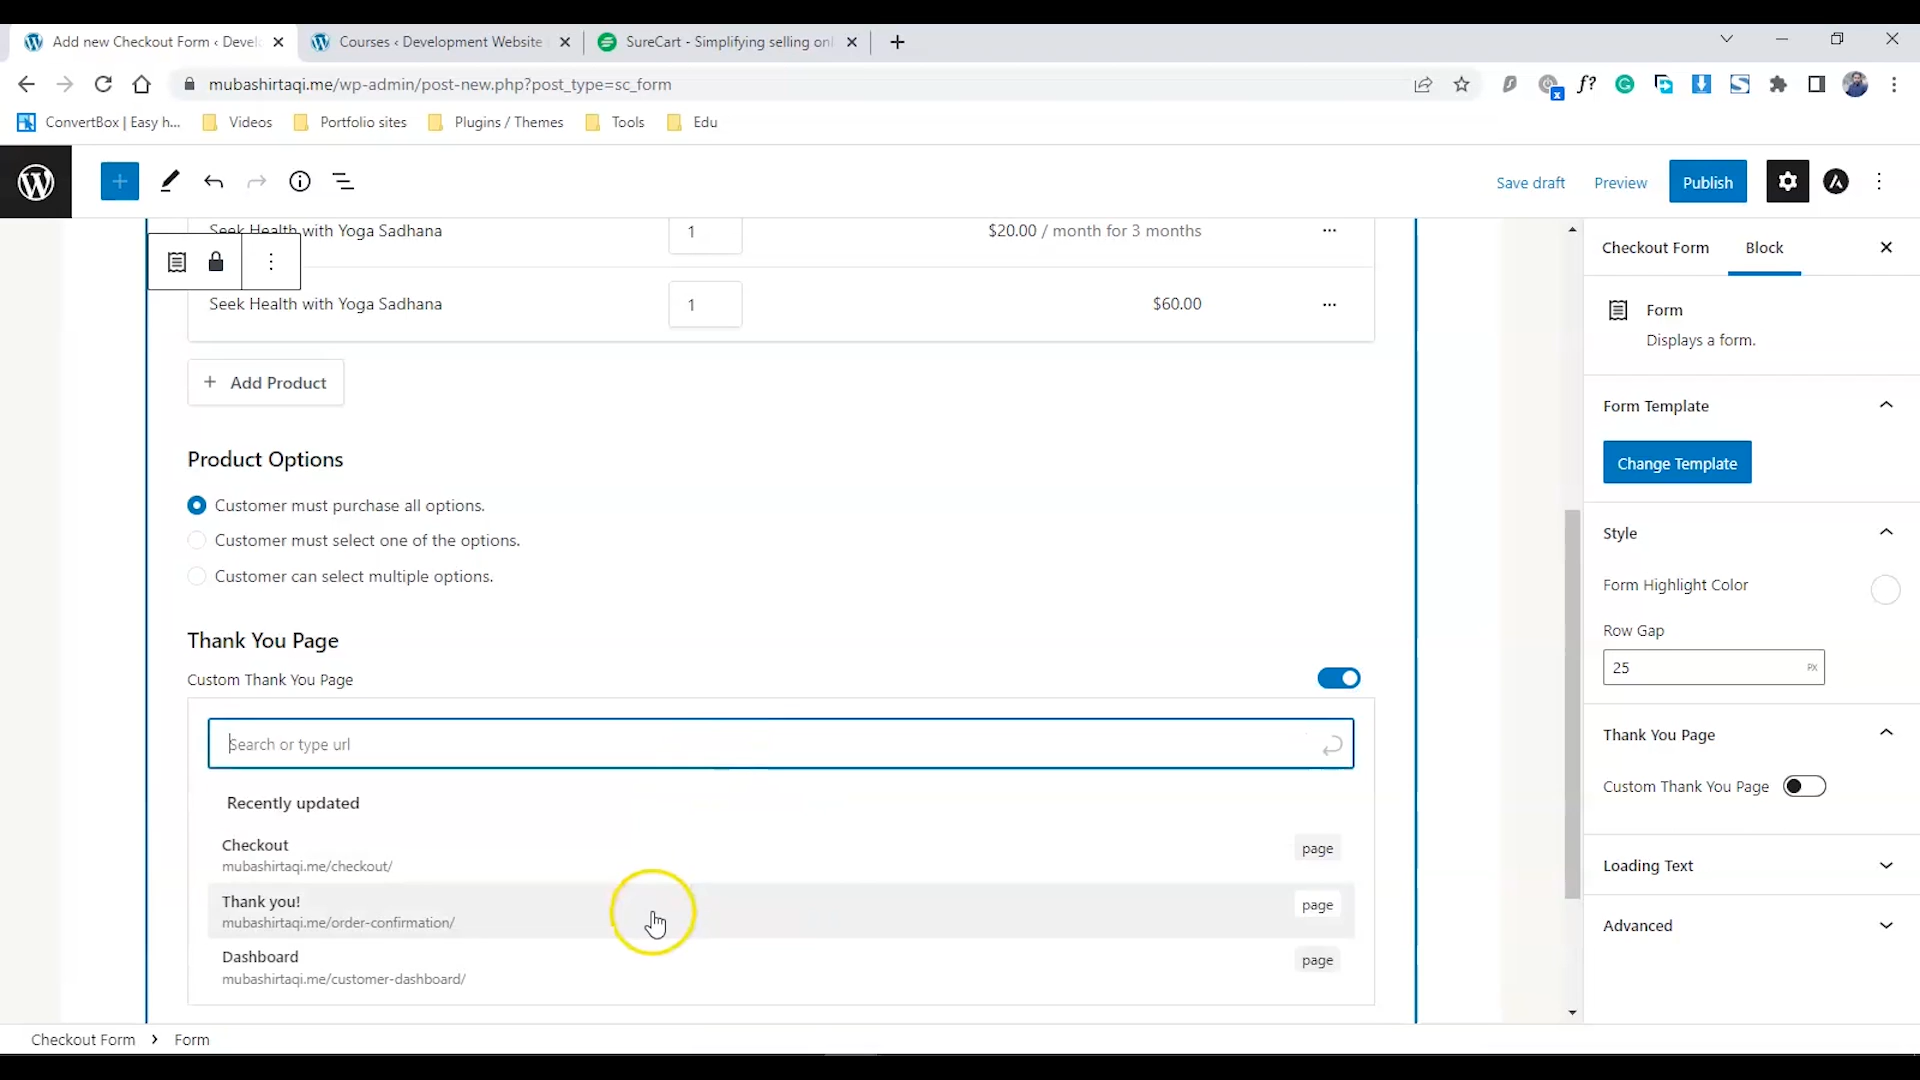 Add new Checkout Form ‹ Devel
Courses ‹ Development Website
SureCart - Simplifying selling onl
mubashirtaqi.me/wp-admin/post-new.php?post_type=sc_form
f?
ConvertBox | Easy h...
Videos
Portfolio sites
Plugins / Themes
Tools
Edu
Save draft
Preview
Publish
Seek Health with Yoga Sadhana
1
$20.00 / month for 3 months
Seek Health with Yoga Sadhana
1
$60.00
+ Add Product
Product Options
Customer must purchase all options.
Customer must select one of the options.
Customer can select multiple options.
Thank You Page
Custom Thank You Page
Search or type url
Recently updated
Checkout
mubashirtaqi.me/checkout/
page
Thank you!
mubashirtaqi.me/order-confirmation/
page
Dashboard
mubashirtaqi.me/customer-dashboard/
page
Checkout Form
Block
Form
Displays a form.
Form Template
Change Template
Style
Form Highlight Color
Row Gap
25
PX
Thank You Page
Custom Thank You Page
Loading Text
Advanced
Checkout Form > Form